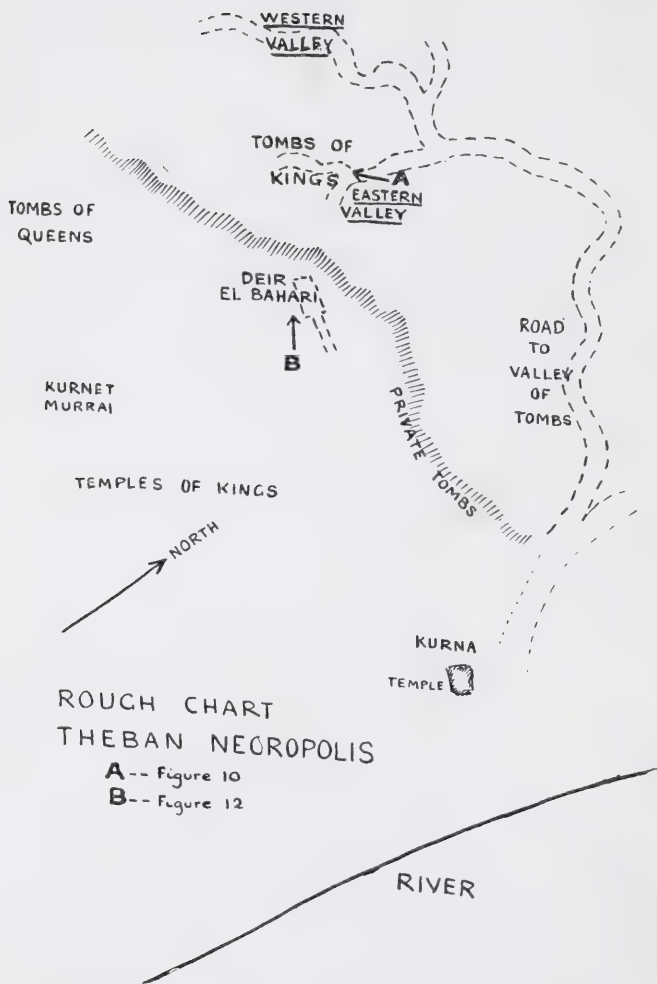 WESTERN
VALLEY
TOMBS OF
KINGS
A
EASTERN
VALLEY
TOMBS OF
QUEENS
DEIR
EL BAHARI
B
ROAD
TO
VALLEY
OF
TOMBS
KURNET
MURRAI
PRIVATE TOMBS
TEMPLES OF KINGS
NORTH
KURNA
TEMPLE
ROUGH CHART
THEBAN NECROPOLIS
A -- Figure 10
B -- Figure 12
RIVER